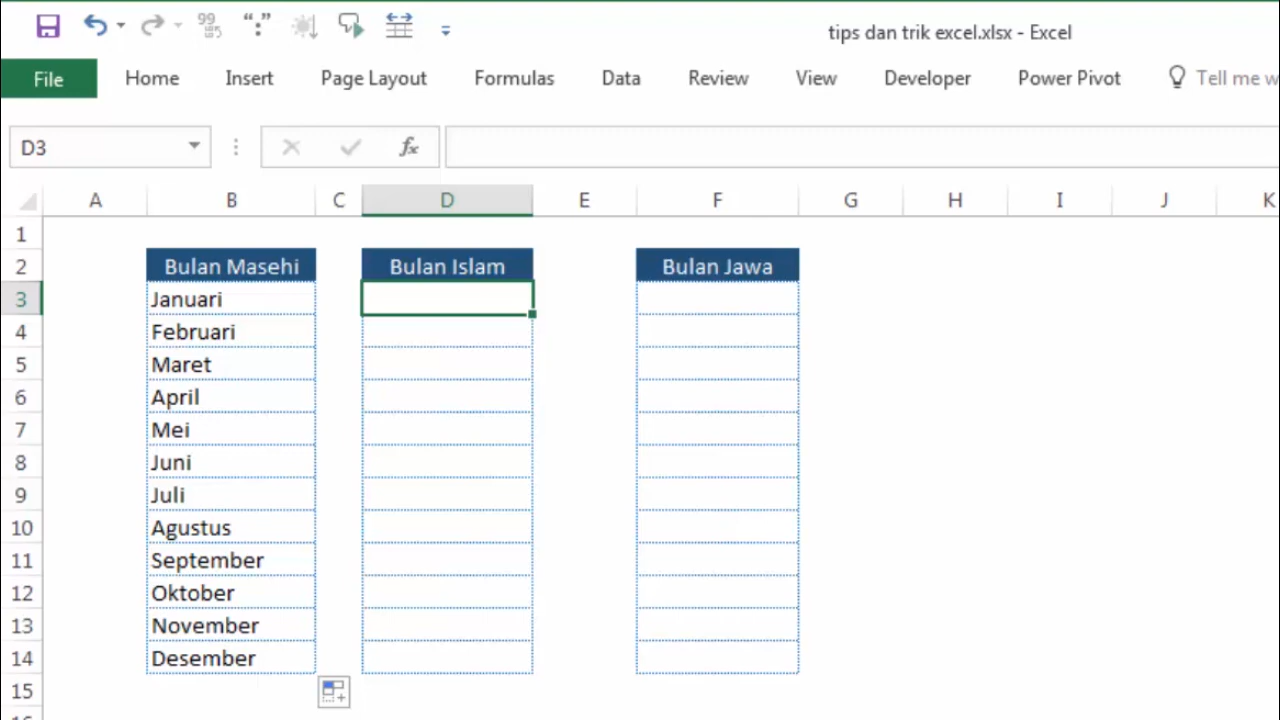 tips dan trik excel.xlsx - Excel
File Home Insert Page Layout Formulas Data Review View Developer Power Pivot Tell me w
D3 fx
A B C D E F G H I J K
1
2 Bulan Masehi Bulan Islam Bulan Jawa
3 Januari
4 Februari
5 Maret
6 April
7 Mei
8 Juni
9 Juli
10 Agustus
11 September
12 Oktober
13 November
14 Desember
15